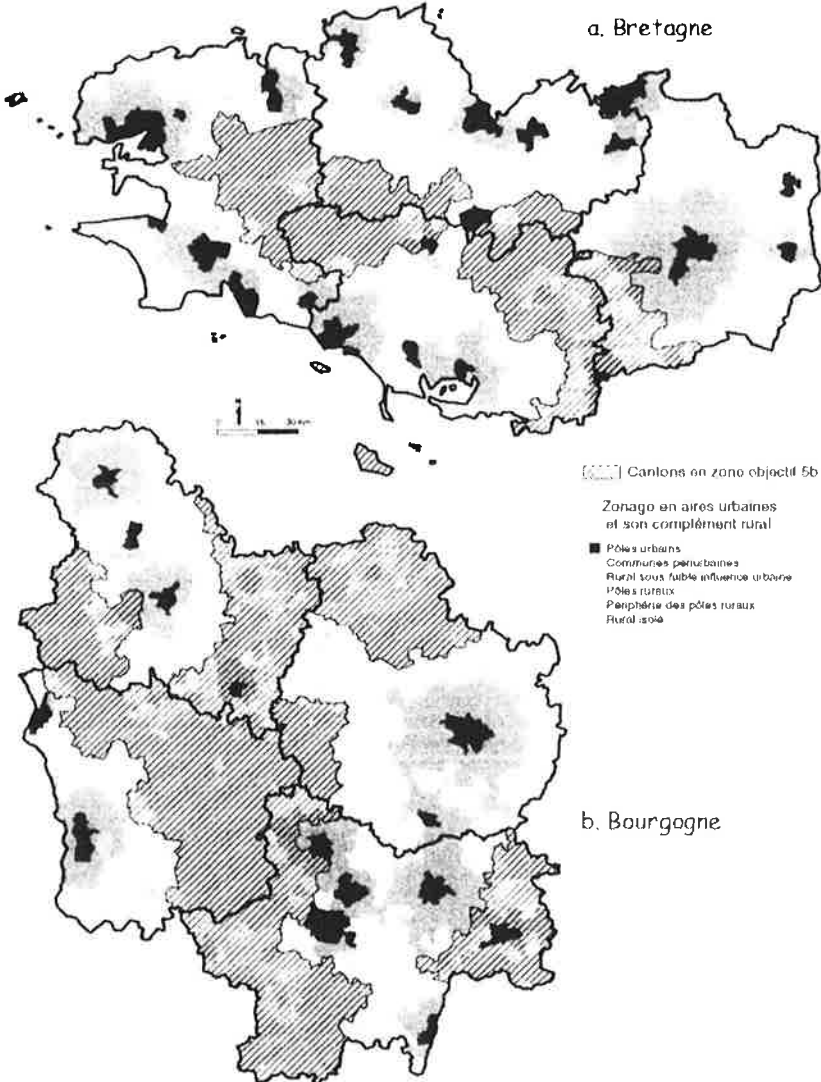 a. Bretagne
Cantons en zone objectif 5b
Zonage en aires urbaines
et son complément rural
Pôles urbains
Communes périurbaines
Rural sous faible influence urbaine
Pôles ruraux
Périphérie des pôles ruraux
Rural isolé
b. Bourgogne